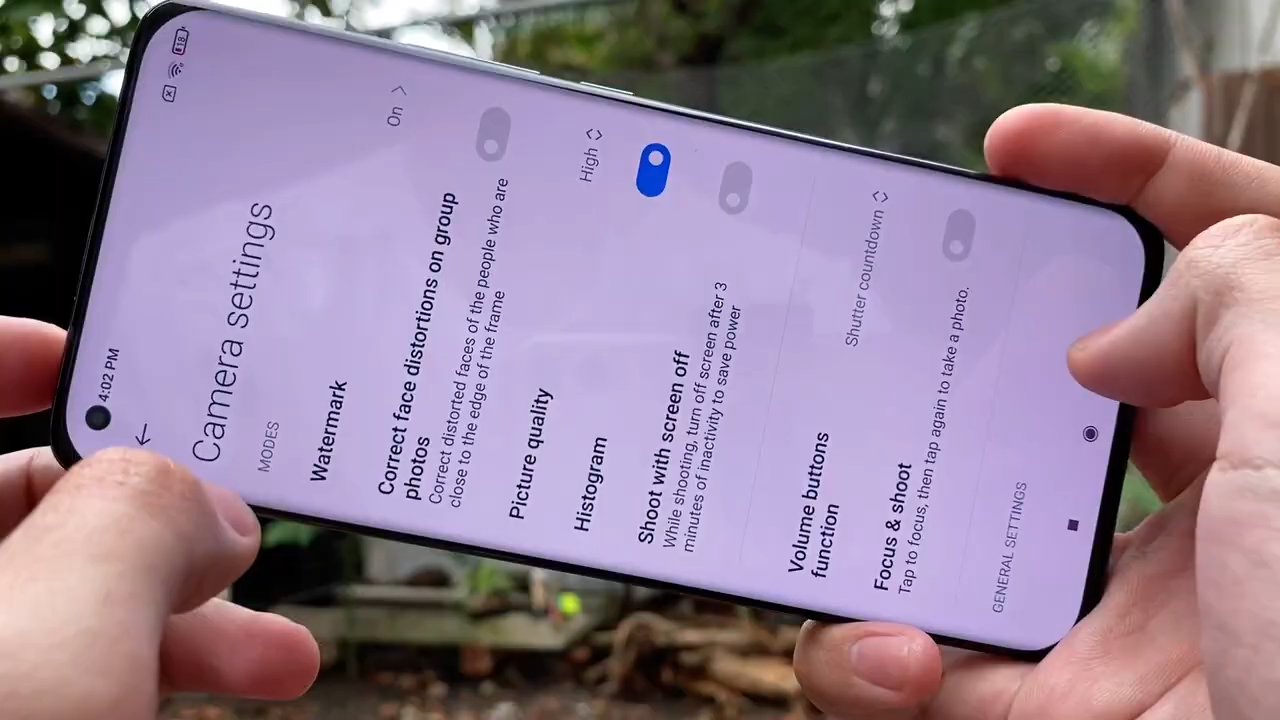 4:02 PM
18
Camera settings
MODES
Watermark
On
Correct face distortions on group
photos
Correct distorted faces of the people who are
close to the edge of the frame
Picture quality
High
Histogram
Shoot with screen off
While shooting, turn off screen after 3
minutes of inactivity to save power
Volume buttons
function
Shutter countdown
Focus & shoot
Tap to focus, then tap again to take a photo.
GENERAL SETTINGS